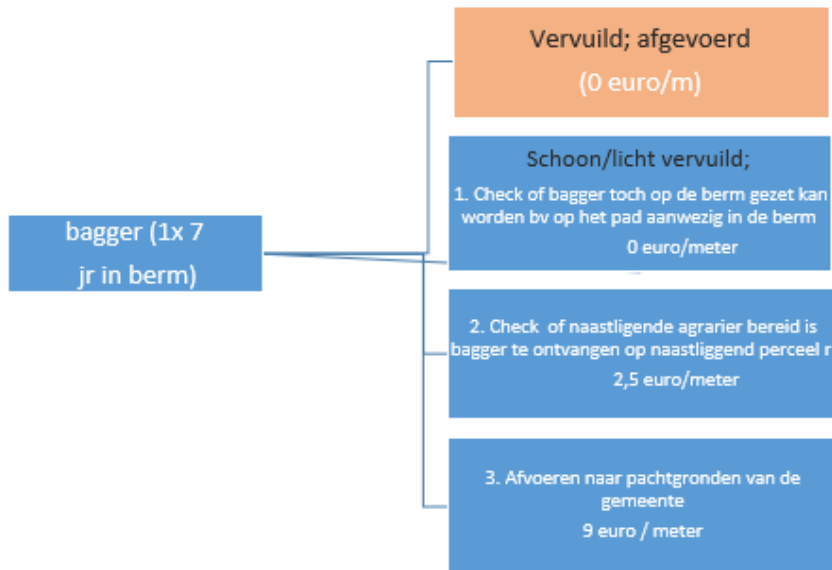 Vervuild; afgevoerd
(0 euro/m)
Schoon/licht vervuild;
1. Check of bagger toch op de berm gezet kan
worden bv op het pad aanwezig in de berm
0 euro/meter
bagger (1x 7
jr in berm)
2. Check of naastligende agrarier bereid is
bagger te ontvangen op naastliggend perceel r
2,5 euro/meter
3. Afvoeren naar pachtgronden van de
gemeente
9 euro / meter